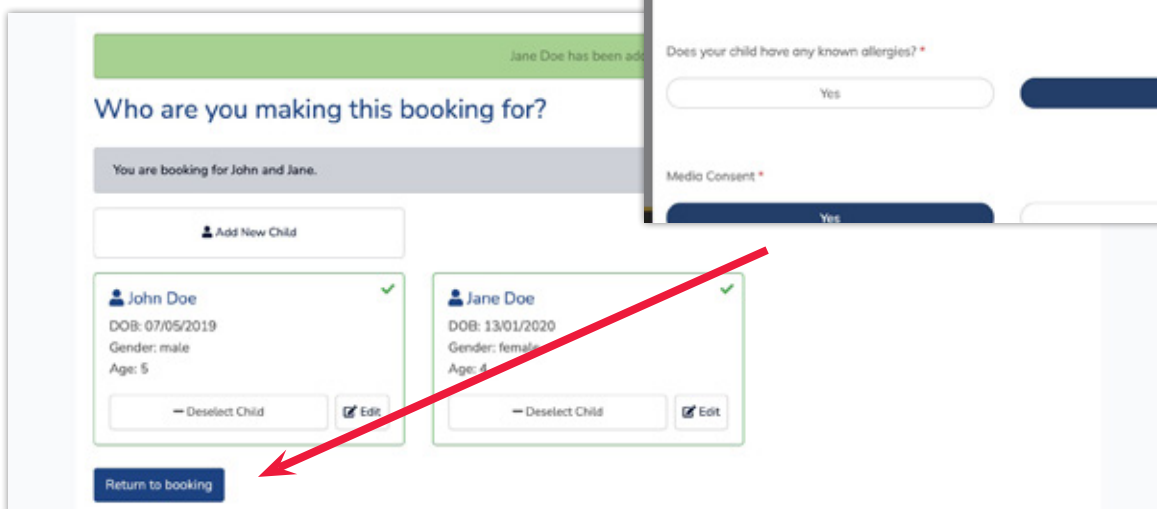 Jane Doe has been
Who are you making this booking for?
You are booking for John and Jane.
Add New Child
John Doe
DOB: 07/05/2019
Gender: male
Age: 5
Deselect Child
Edit
Jane Doe
DOB: 13/01/2020
Gender: female
Age: 4
Deselect Child
Edit
Return to booking
Does your child have any known allergies? *
Yes
Media Consent *
Yes